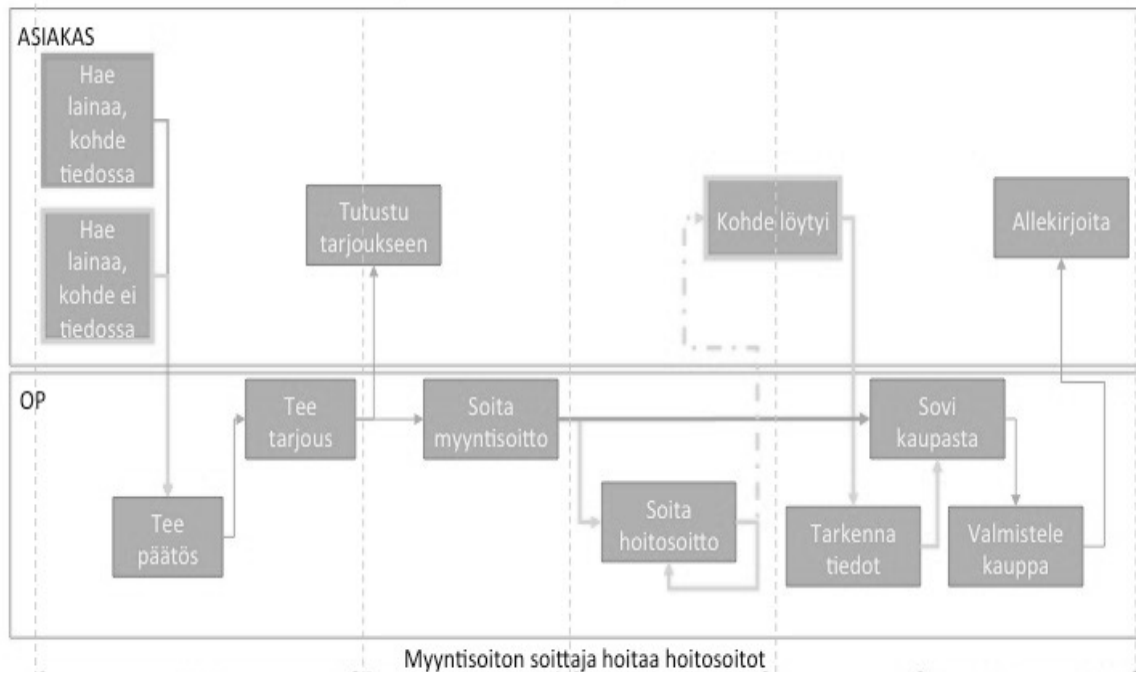 ASIAKAS
Hae
lainaa,
kohde
tiedossa
Hae
lainaa,
kohde ei
tiedossa
Tutustu
tarjoukseen
Kohde löytyi
Allekirjoita
OP
Tee
tarjous
Soita
myyntisoitto
Sovi
kaupasta
Tee
päätös
Soita
hoitosoitto
Tarkenna
tiedot
Valmistele
kauppa
Myyntisoiton soittaja hoitaa hoitosoitot